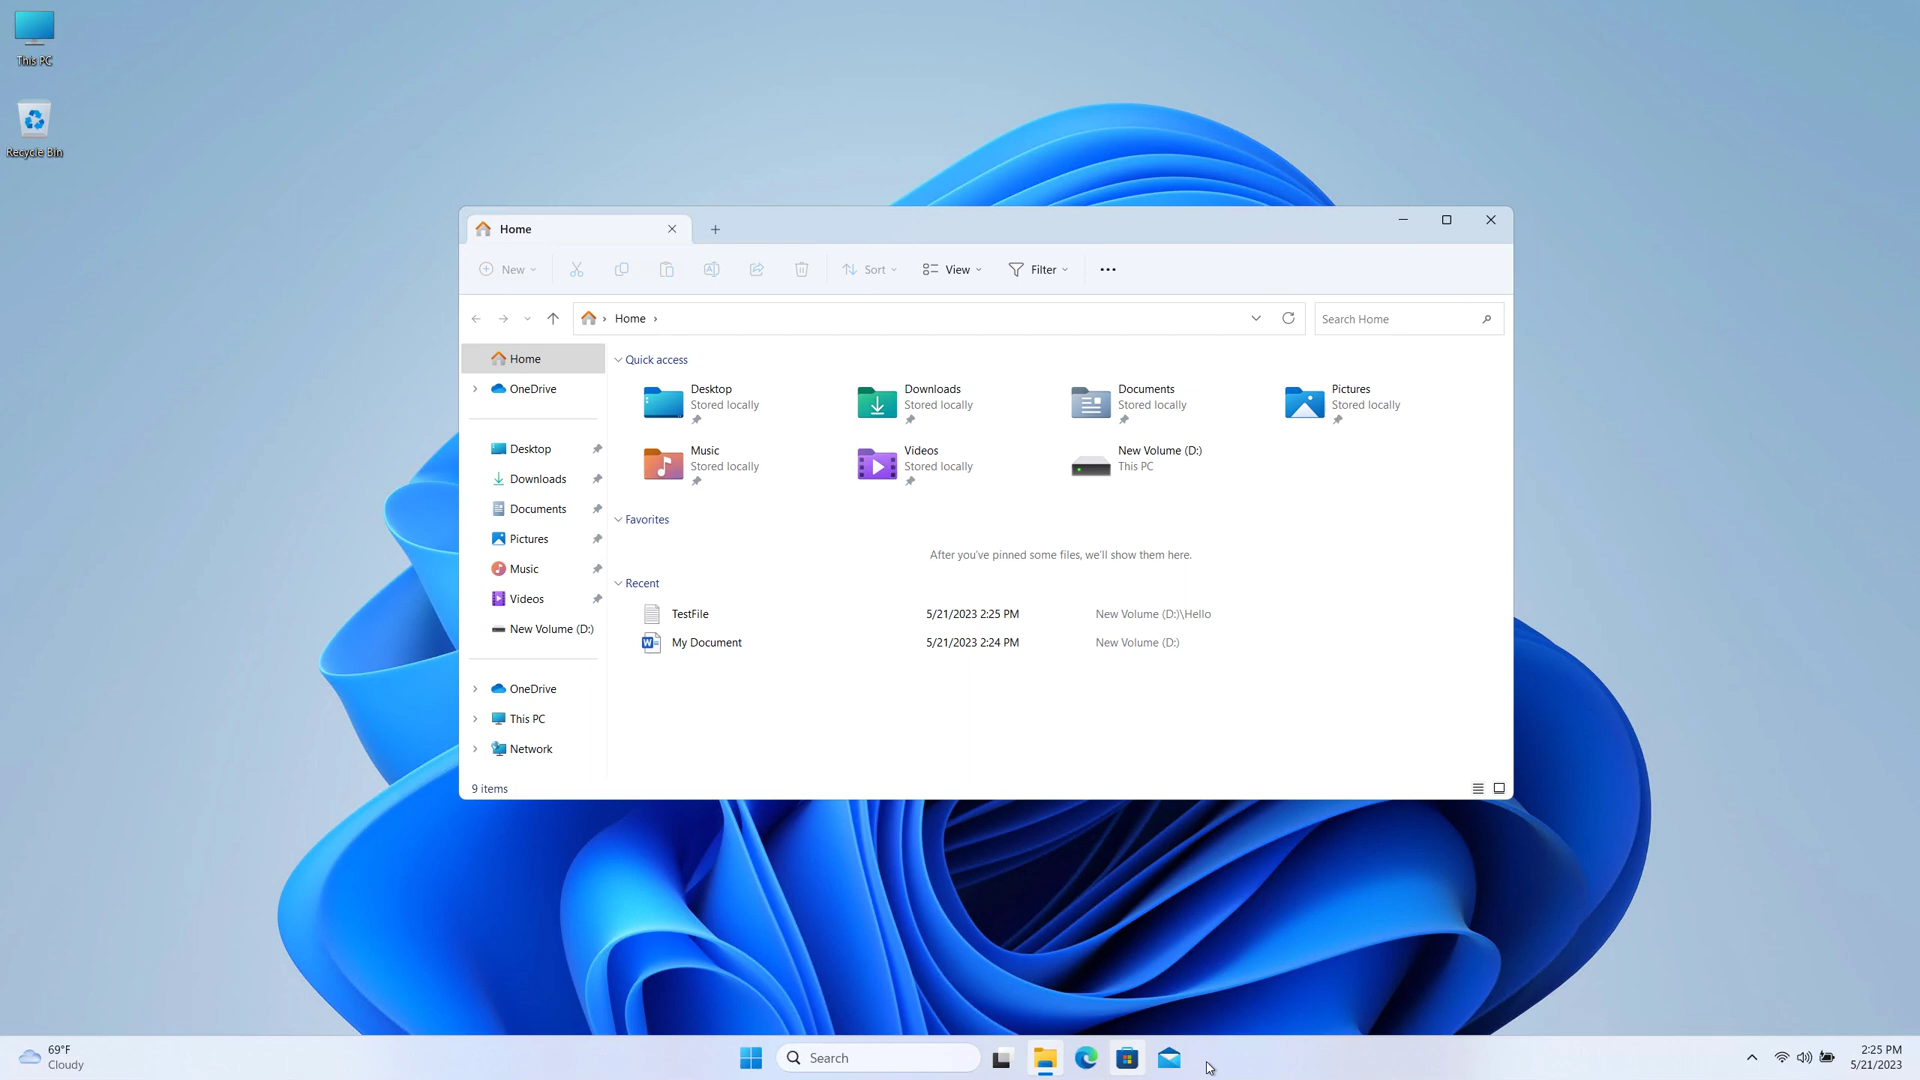 This PC
Recycle Bin
Home
New
Sort
View
Filter
Home
Search Home
Home
OneDrive
Desktop
Downloads
Documents
Pictures
Music
Videos
New Volume (D:)
OneDrive
This PC
Network
Quick access
Desktop
Stored locally
Downloads
Stored locally
Documents
Stored locally
Pictures
Stored locally
Music
Stored locally
Videos
Stored locally
New Volume (D:)
This PC
Favorites
After you've pinned some files, we'll show them here.
Recent
TestFile 5/21/2023 2:25 PM New Volume (D:)\Hello
My Document 5/21/2023 2:24 PM New Volume (D:)
9 items
69°F
Cloudy
Search
2:25 PM
5/21/2023